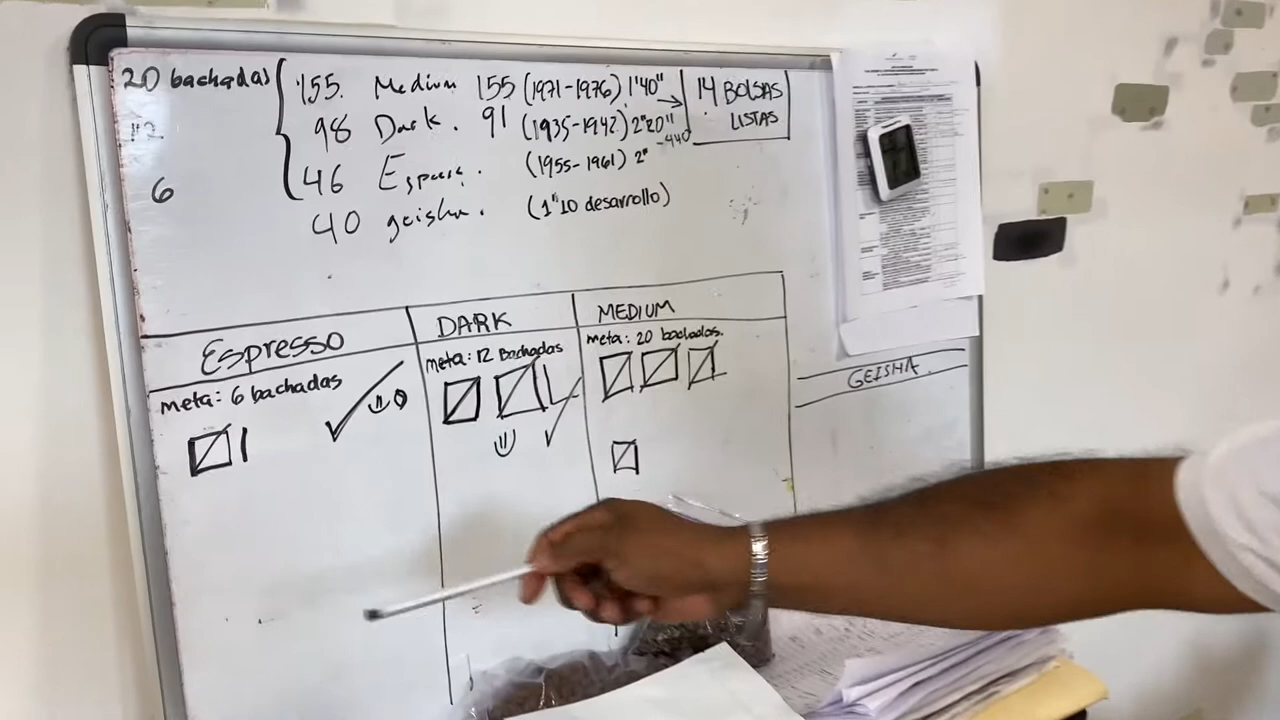 20 bachadas
155. Medium 155 (1971-1976) 1'40"
14 BOLSAS
LISTAS
12
98 Dark. 91 (1935-1942) 2"20"
-440
6
46 (1955-1961) 2"
40 geisha. (1"10 desarrollo)
Espresso
meta: 6 bachadas
DARK
meta: 12 Bachadas
MEDIUM
meta: 20 bachadas.
GEISHA